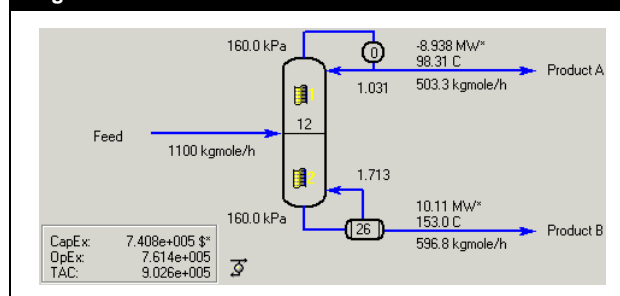 160.0 kPa
0
-8.938 MW*
98.31 C
Product A
1.031
503.3 kgmole/h
1
12
Feed
1100 kgmole/h
2
1.713
160.0 kPa
10.11 MW*
153.0 C
26
Product B
596.8 kgmole/h
CapEx: 7.408e+005 $*
OpEx: 7.614e+005
TAC: 9.026e+005